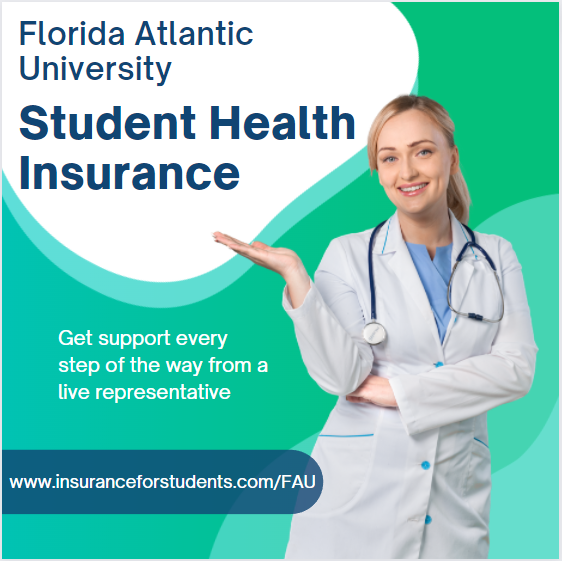 Florida Atlantic
University
Student Health
Insurance
Get support every
step of the way from a
live representative
www.insuranceforstudents.com/FAU